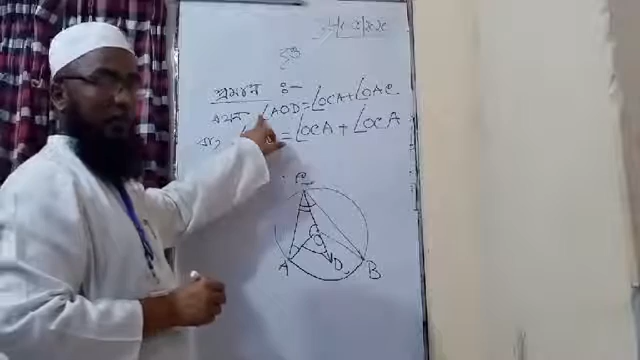 প্রমাণ :-
এখন ∠AOD = ∠OCA + ∠OAC
বা, = ∠OCA + ∠OCA
C
O
A D B